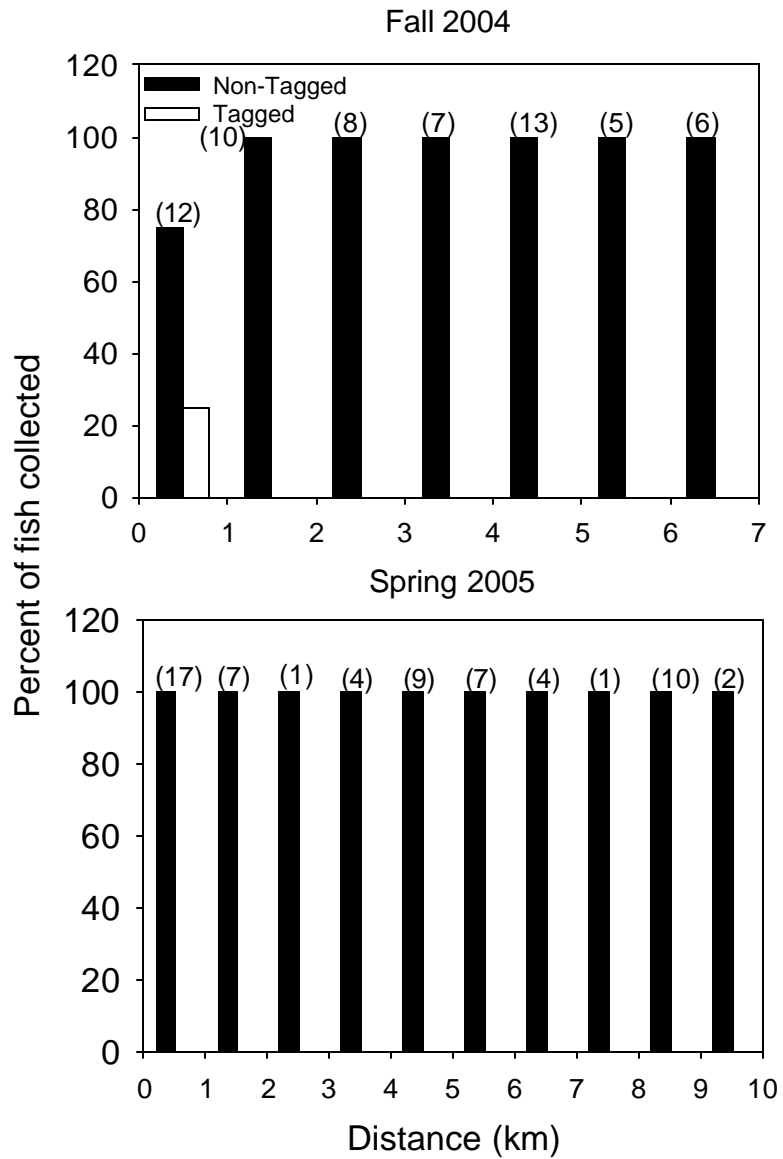 Fall 2004
120
Non-Tagged
Tagged
(10) (8) (7) (13) (5) (6)
100
(12)
80
60
40
20
0
0 1 2 3 4 5 6 7
Percent of fish collected
Spring 2005
120
(17) (7) (1) (4) (9) (7) (4) (1) (10) (2)
100
80
60
40
20
0
0 1 2 3 4 5 6 7 8 9 10
Distance (km)